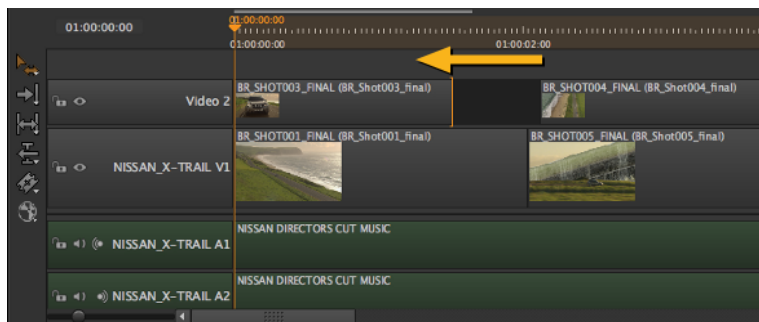 01:00:00:00
01:00:00:00
01:00:00:00
01:00:02:00
Video 2
BR_SHOT003_FINAL (BR_Shot003_final)
BR_SHOT004_FINAL (BR_Shot004_final)
NISSAN_X-TRAIL V1
BR_SHOT001_FINAL (BR_Shot001_final)
BR_SHOT005_FINAL (BR_Shot005_final)
NISSAN_X-TRAIL A1
NISSAN DIRECTORS CUT MUSIC
NISSAN_X-TRAIL A2
NISSAN DIRECTORS CUT MUSIC